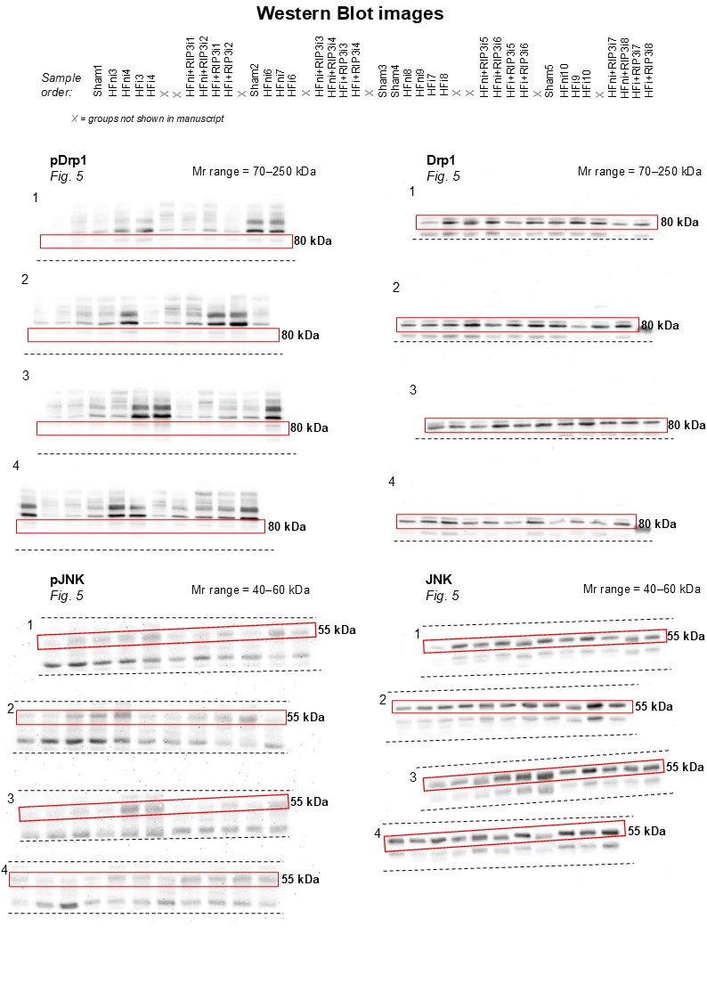 Western Blot images
Sample order: Sham1 HFni3 HFni4 HFi3 HFi4 X X HFni+RIP3i1 HFni+RIP3i2 HFi+RIP3i1 HFi+RIP3i2 X Sham2 HFni6 HFni7 HFi6 X HFni+RIP3i3 HFni+RIP3i4 HFi+RIP3i3 HFi+RIP3i4 X Sham3 Sham4 HFni8 HFni9 HFi7 HFi8 X X HFni+RIP3i5 HFni+RIP3i6 HFi+RIP3i5 HFi+RIP3i6 X Sham5 HFni10 HFi9 HFi10 X HFni+RIP3i7 HFni+RIP3i8 HFi+RIP3i7 HFi+RIP3i8
X = groups not shown in manuscript
pDrp1
Fig. 5
Mr range = 70–250 kDa
1
80 kDa
2
80 kDa
3
80 kDa
4
80 kDa
Drp1
Fig. 5
Mr range = 70–250 kDa
1
80 kDa
2
80 kDa
3
80 kDa
4
80 kDa
pJNK
Fig. 5
Mr range = 40–60 kDa
1
55 kDa
2
55 kDa
3
55 kDa
4
55 kDa
JNK
Fig. 5
Mr range = 40–60 kDa
1
55 kDa
2
55 kDa
3
55 kDa
4
55 kDa